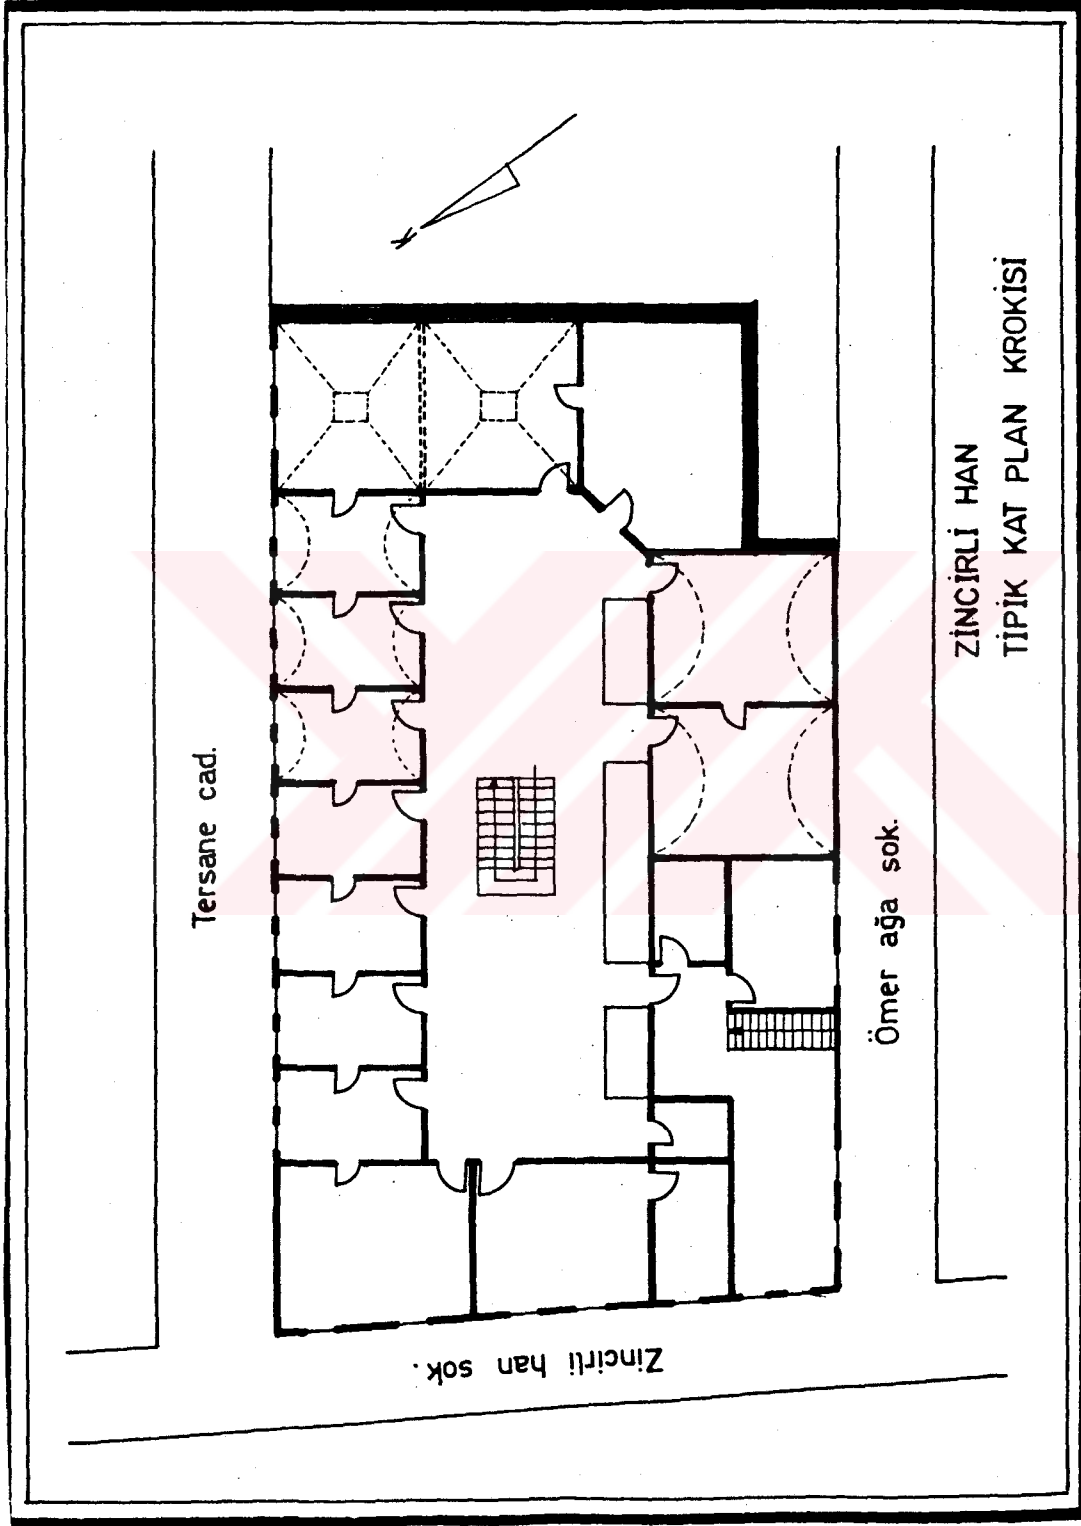 ZİNCİRLİ HAN
TİPİK KAT PLAN KROKİSİ
Tersane cad.
Ömer ağa sok.
Zincirli han sok.